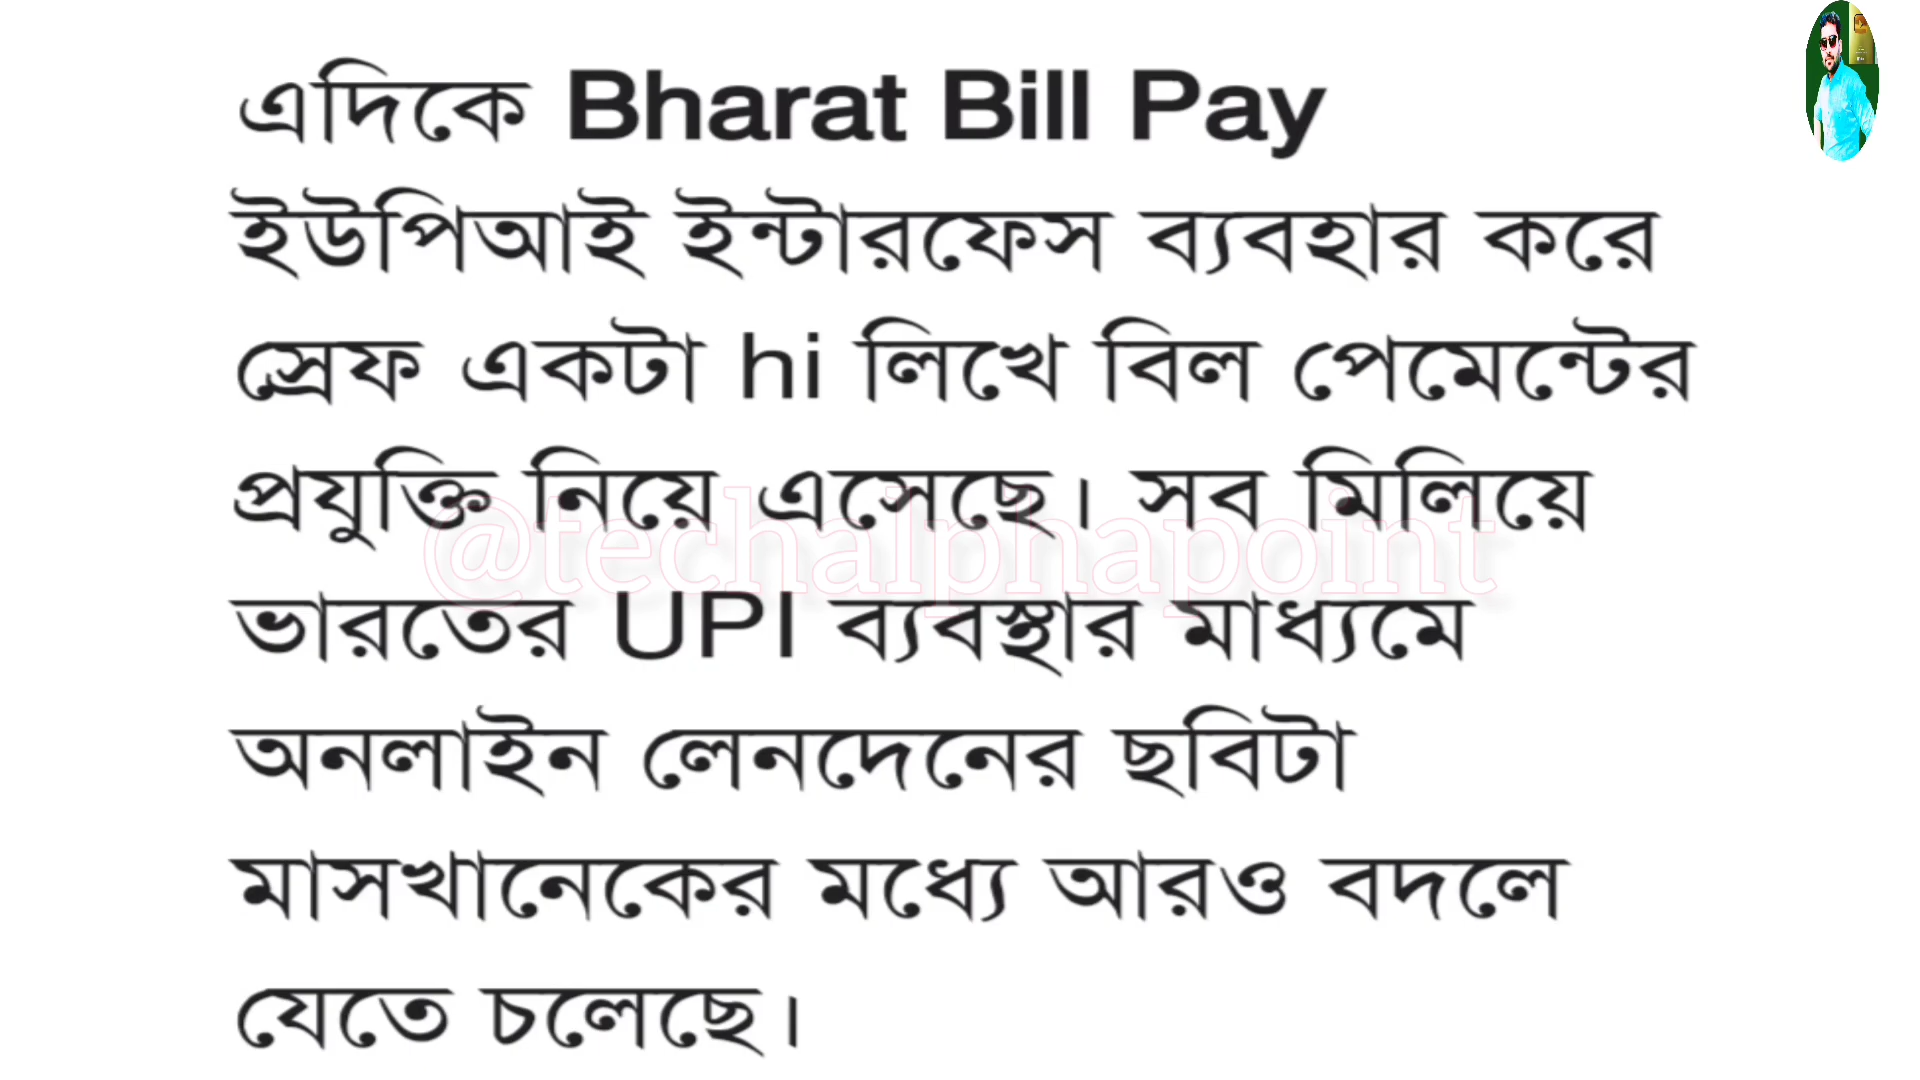 এদিকে Bharat Bill Pay
ইউপিআই ইন্টারফেস ব্যবহার করে
স্রেফ একটা hi লিখে বিল পেমেন্টের
প্রযুক্তি নিয়ে এসেছে। সব মিলিয়ে
@techalphapoint
ভারতের UPI ব্যবস্থার মাধ্যমে
অনলাইন লেনদেনের ছবিটা
মাসখানেকের মধ্যে আরও বদলে
যেতে চলেছে।